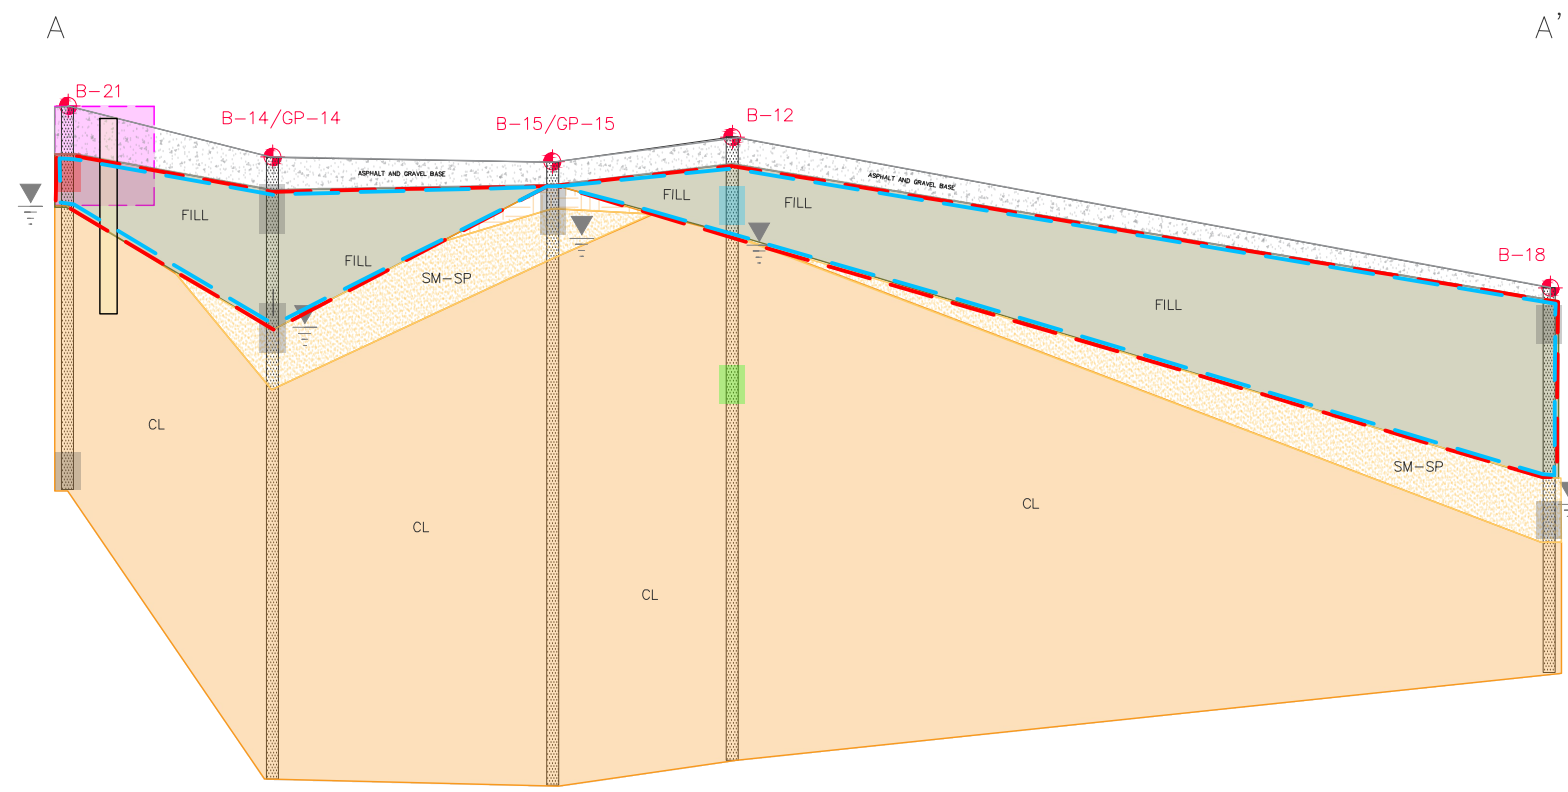 A
A'
B-21
B-14/GP-14
B-15/GP-15
B-12
B-18
ASPHALT AND GRAVEL BASE
ASPHALT AND GRAVEL BASE
FILL
FILL
FILL
FILL
FILL
SM-SP
SM-SP
CL
CL
CL
CL